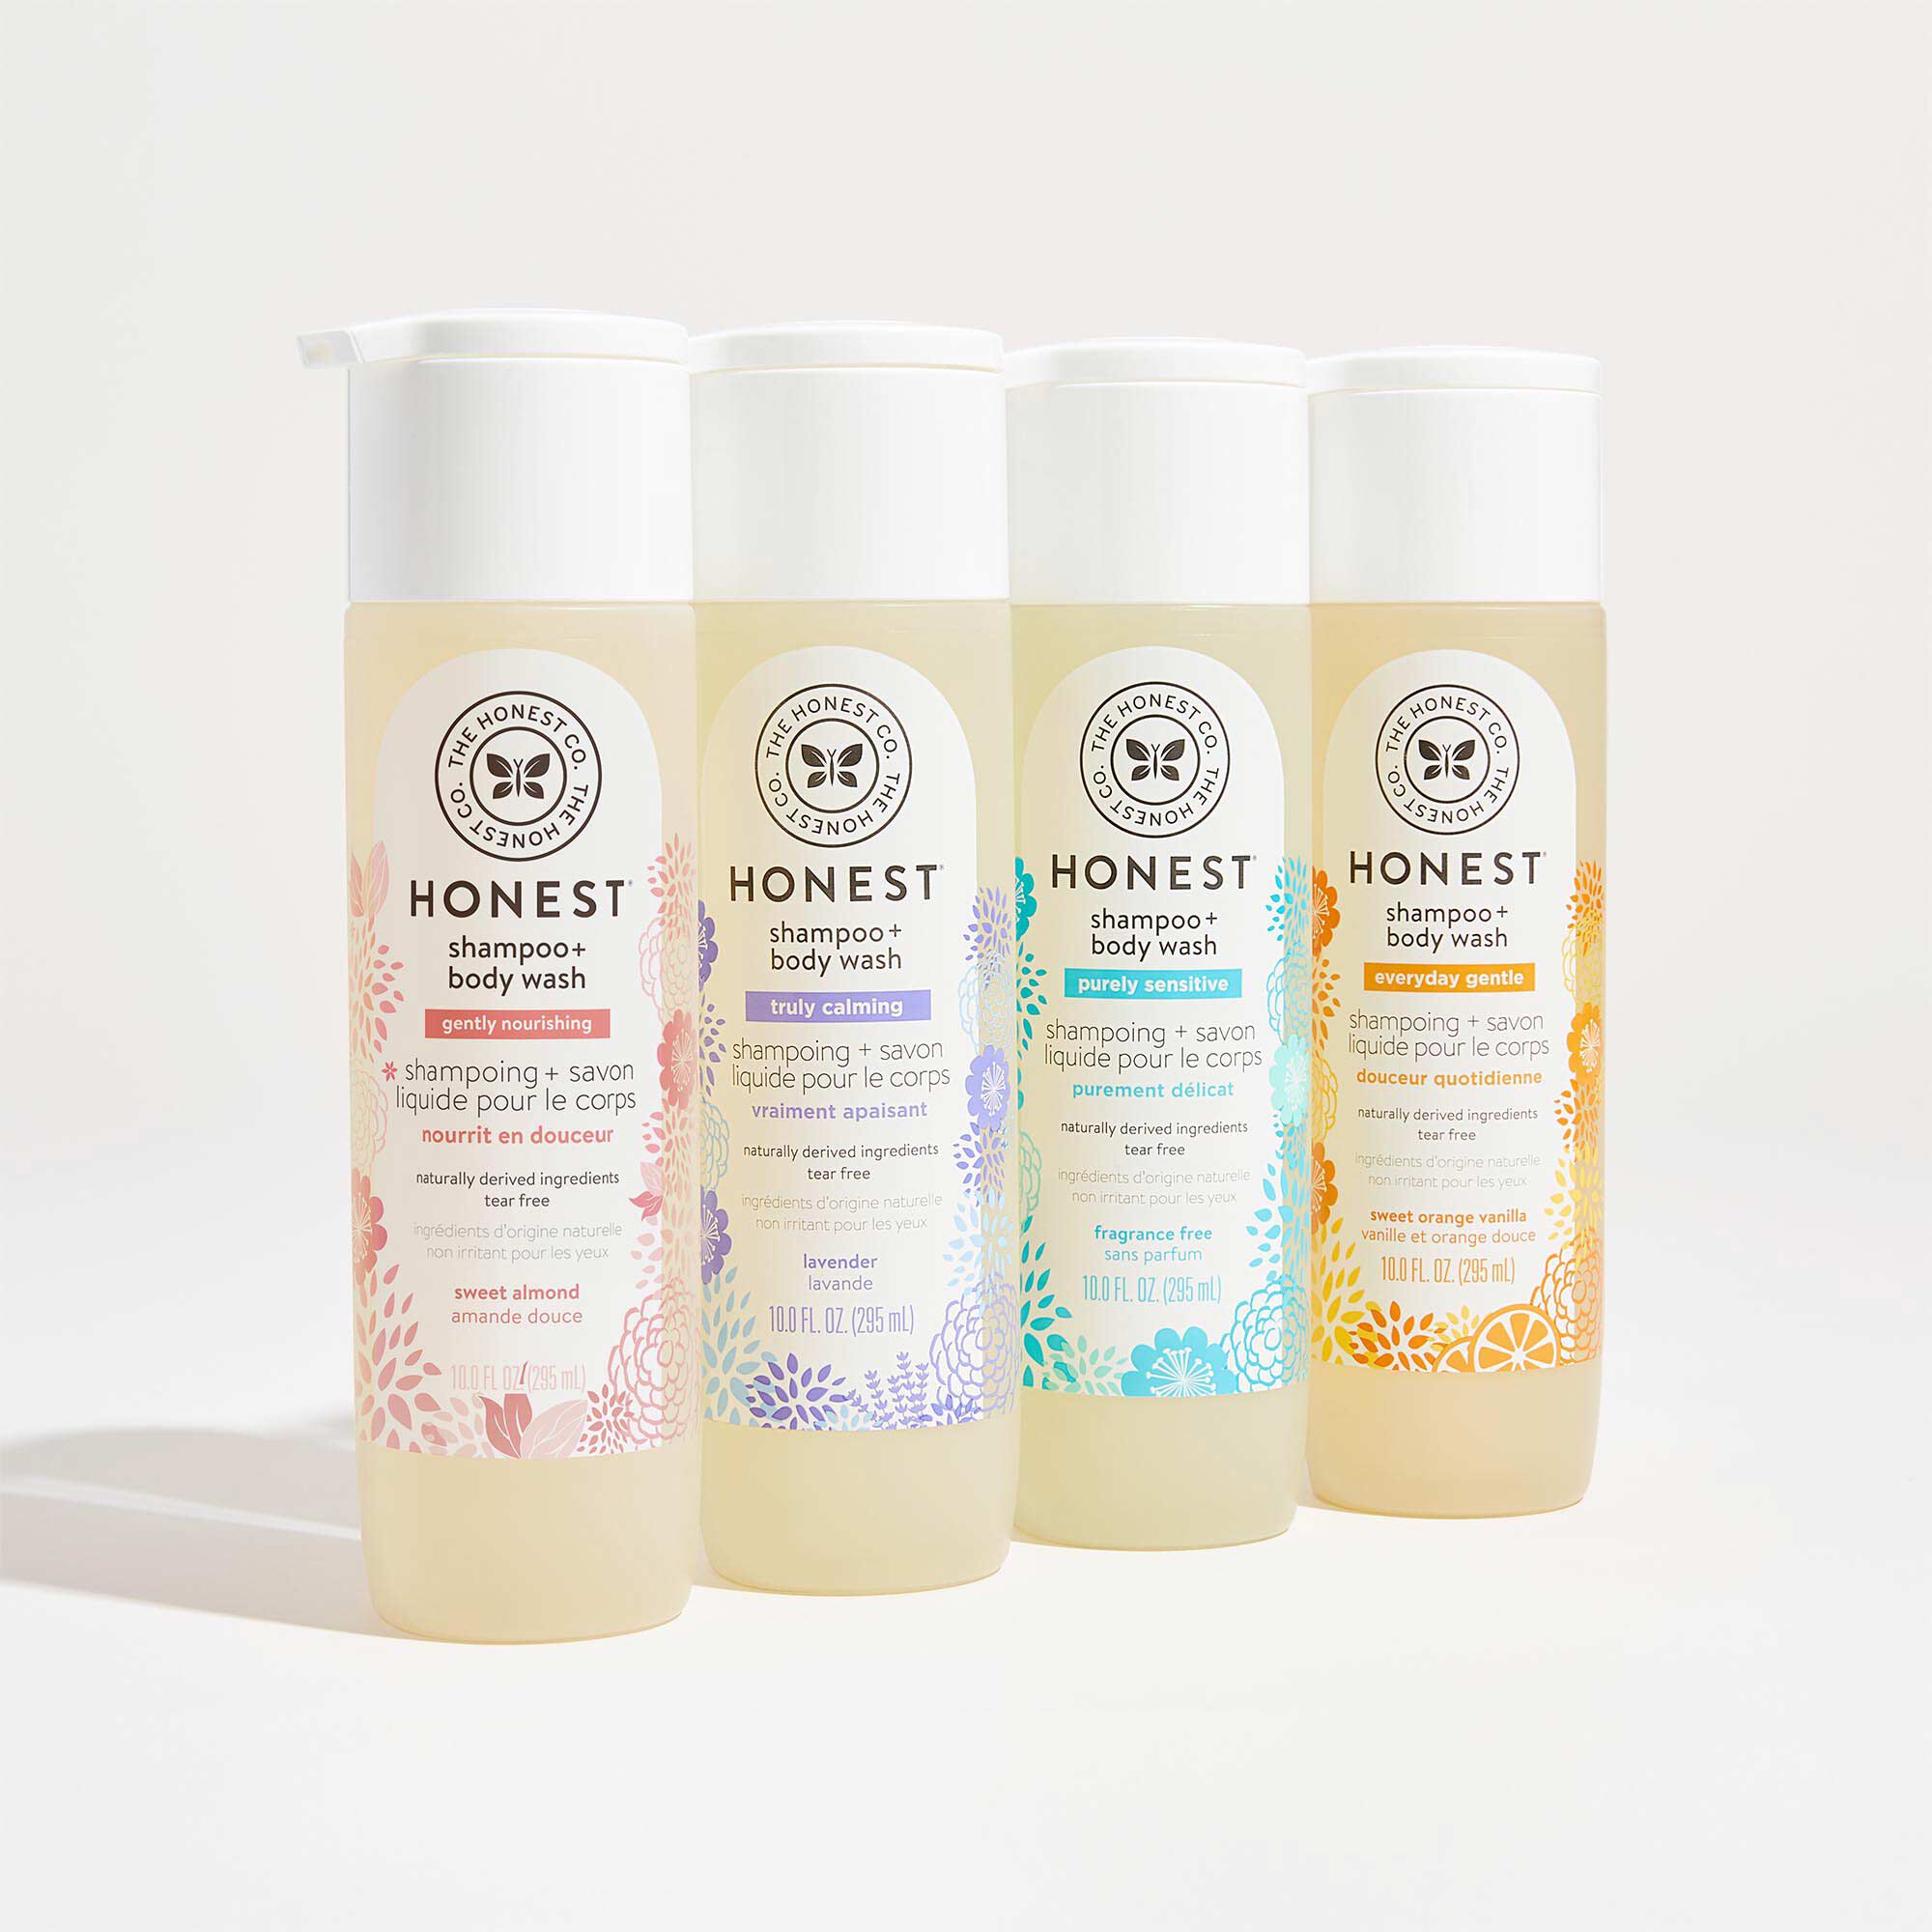 THE HONEST CO. THE HONEST CO.
HONEST
shampoo+
body wash
gently nourishing
shampoing + savon
liquide pour le corps
nourrit en douceur
naturally derived ingredients
tear free
ingrédients d'origine naturelle
non irritant pour les yeux
sweet almond
amande douce
10.0 FL OZ. (295 mL)
THE HONEST CO. THE HONEST CO.
HONEST
shampoo+
body wash
truly calming
shampoing + savon
liquide pour le corps
vraiment apaisant
naturally derived ingredients
tear free
ingrédients d'origine naturelle
non irritant pour les yeux
lavender
lavande
10.0 FL. OZ. (295 mL)
THE HONEST CO. THE HONEST CO.
HONEST
shampoo+
body wash
purely sensitive
shampoing + savon
liquide pour le corps
purement délicat
naturally derived ingredients
tear free
ingrédients d'origine naturelle
non irritant pour les yeux
fragrance free
sans parfum
10.0 FL. OZ. (295 mL)
THE HONEST CO. THE HONEST CO.
HONEST
shampoo+
body wash
everyday gentle
shampoing + savon
liquide pour le corps
douceur quotidienne
naturally derived ingredients
tear free
ingrédients d'origine naturelle
non irritant pour les yeux
sweet orange vanilla
vanille et orange douce
10.0 FL. OZ. (295 mL)